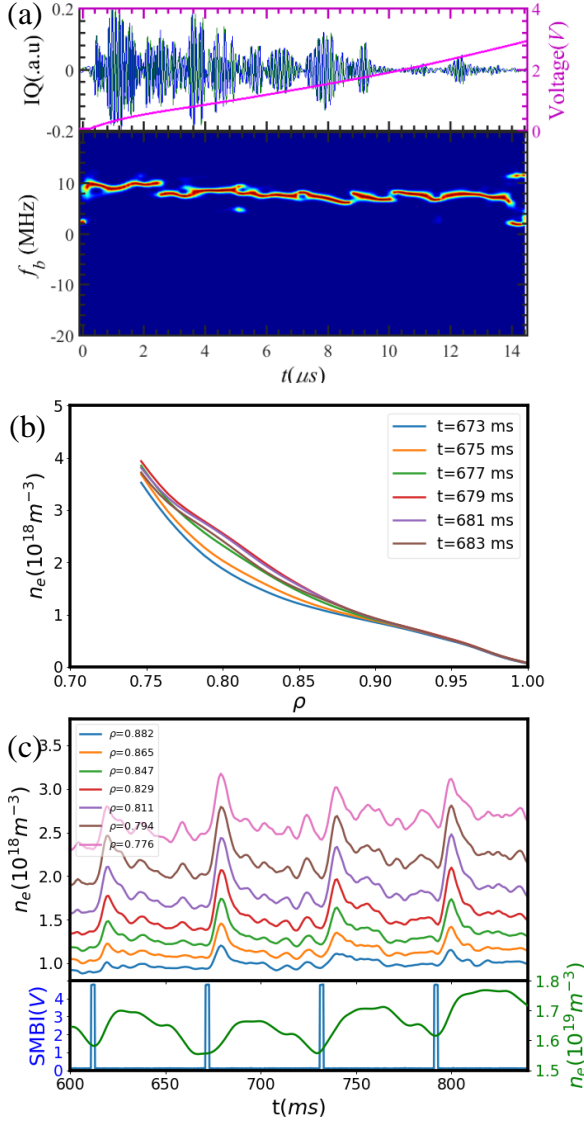 (a)
0.2
0
-0.2
IQ(.a.u)
4
2
0
Voltage(V)
10
0
-10
-20
f_b (MHz)
0 2 4 6 8 10 12 14
t(μs)
(b)
5
4
3
2
1
0
n_e(10^18 m^−3)
t=673 ms
t=675 ms
t=677 ms
t=679 ms
t=681 ms
t=683 ms
0.70 0.75 0.80 0.85 0.90 0.95 1.00
ρ
(c)
3.5
3.0
2.5
2.0
1.5
1.0
n_e(10^18 m^−3)
ρ=0.882
ρ=0.865
ρ=0.847
ρ=0.829
ρ=0.811
ρ=0.794
ρ=0.776
4
3
2
1
0
SMBI(V)
1.8
1.7
1.6
1.5
n_e(10^19 m^−3)
600 650 700 750 800
t(ms)